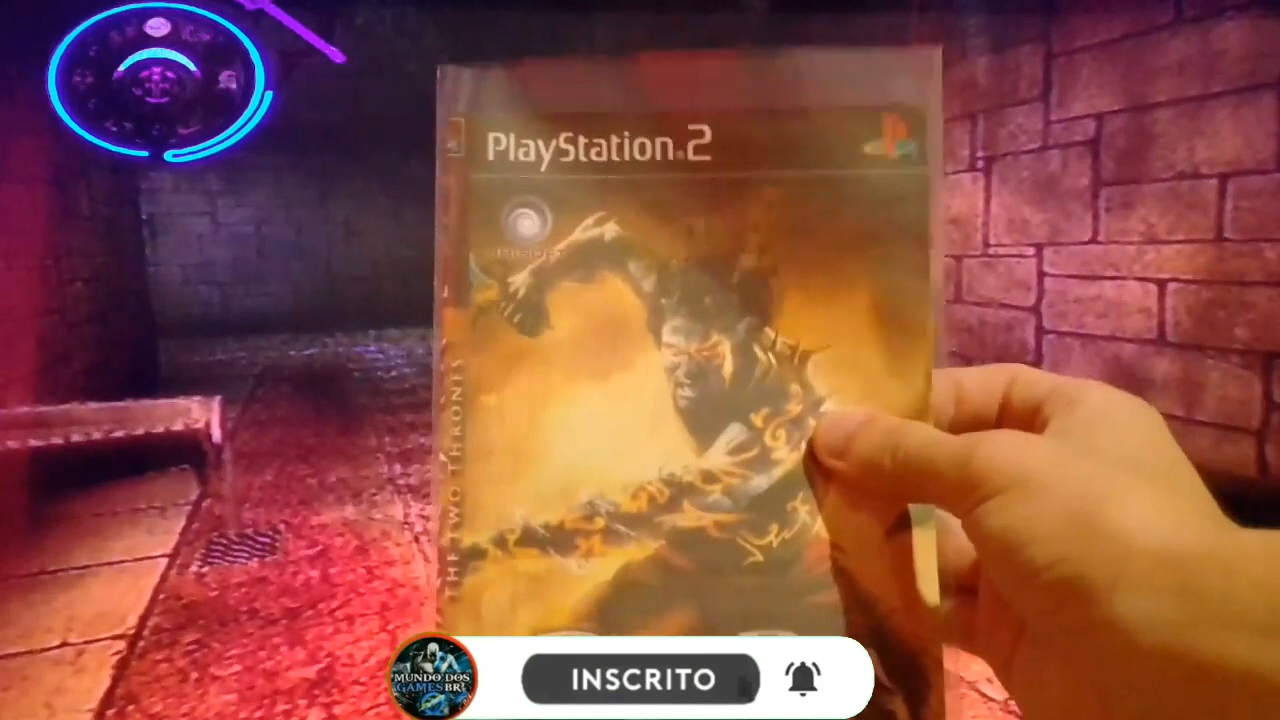 PlayStation®2
UBISOFT
THE TWO THRONES
MUNDO DOS
GAMES BR
INSCRITO